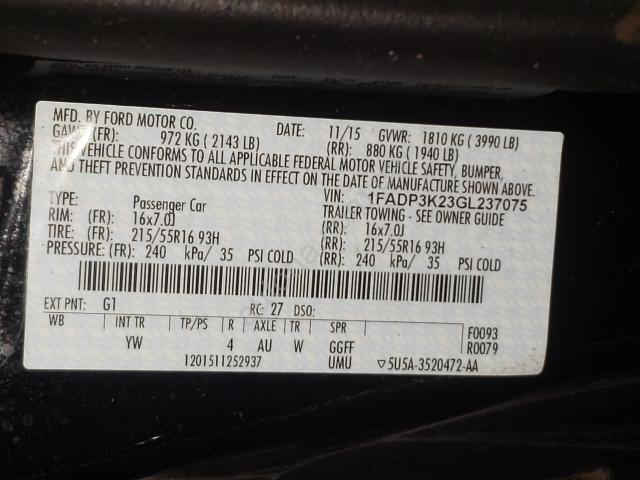 MFD. BY FORD MOTOR CO. DATE: 11/15 GVWR: 1810 KG (3990 LB)
GAWR(FR): 972 KG (2143 LB) (RR): 880 KG (1940 LB)
THIS VEHICLE CONFORMS TO ALL APPLICABLE FEDERAL MOTOR VEHICLE SAFETY, BUMPER,
AND THEFT PREVENTION STANDARDS IN EFFECT ON THE DATE OF MANUFACTURE SHOWN ABOVE.
VIN: 1FADP3K23GL237075
TYPE: Passenger Car TRAILER TOWING - SEE OWNER GUIDE
RIM: (FR): 16x7.0J (RR): 16x7.0J
TIRE: (FR): 215/55R16 93H (RR): 215/55R16 93H
PRESSURE: (FR): 240 kPa/ 35 PSI COLD (RR): 240 kPa/ 35 PSI COLD
EXT PNT: G1 RC: 27 DSO: F0093
WB INT TR TP/PS R AXLE TR SPR R0079
YW 4 AU W GGFF
1201511252937 UMU ▽5U5A-3520472-AA